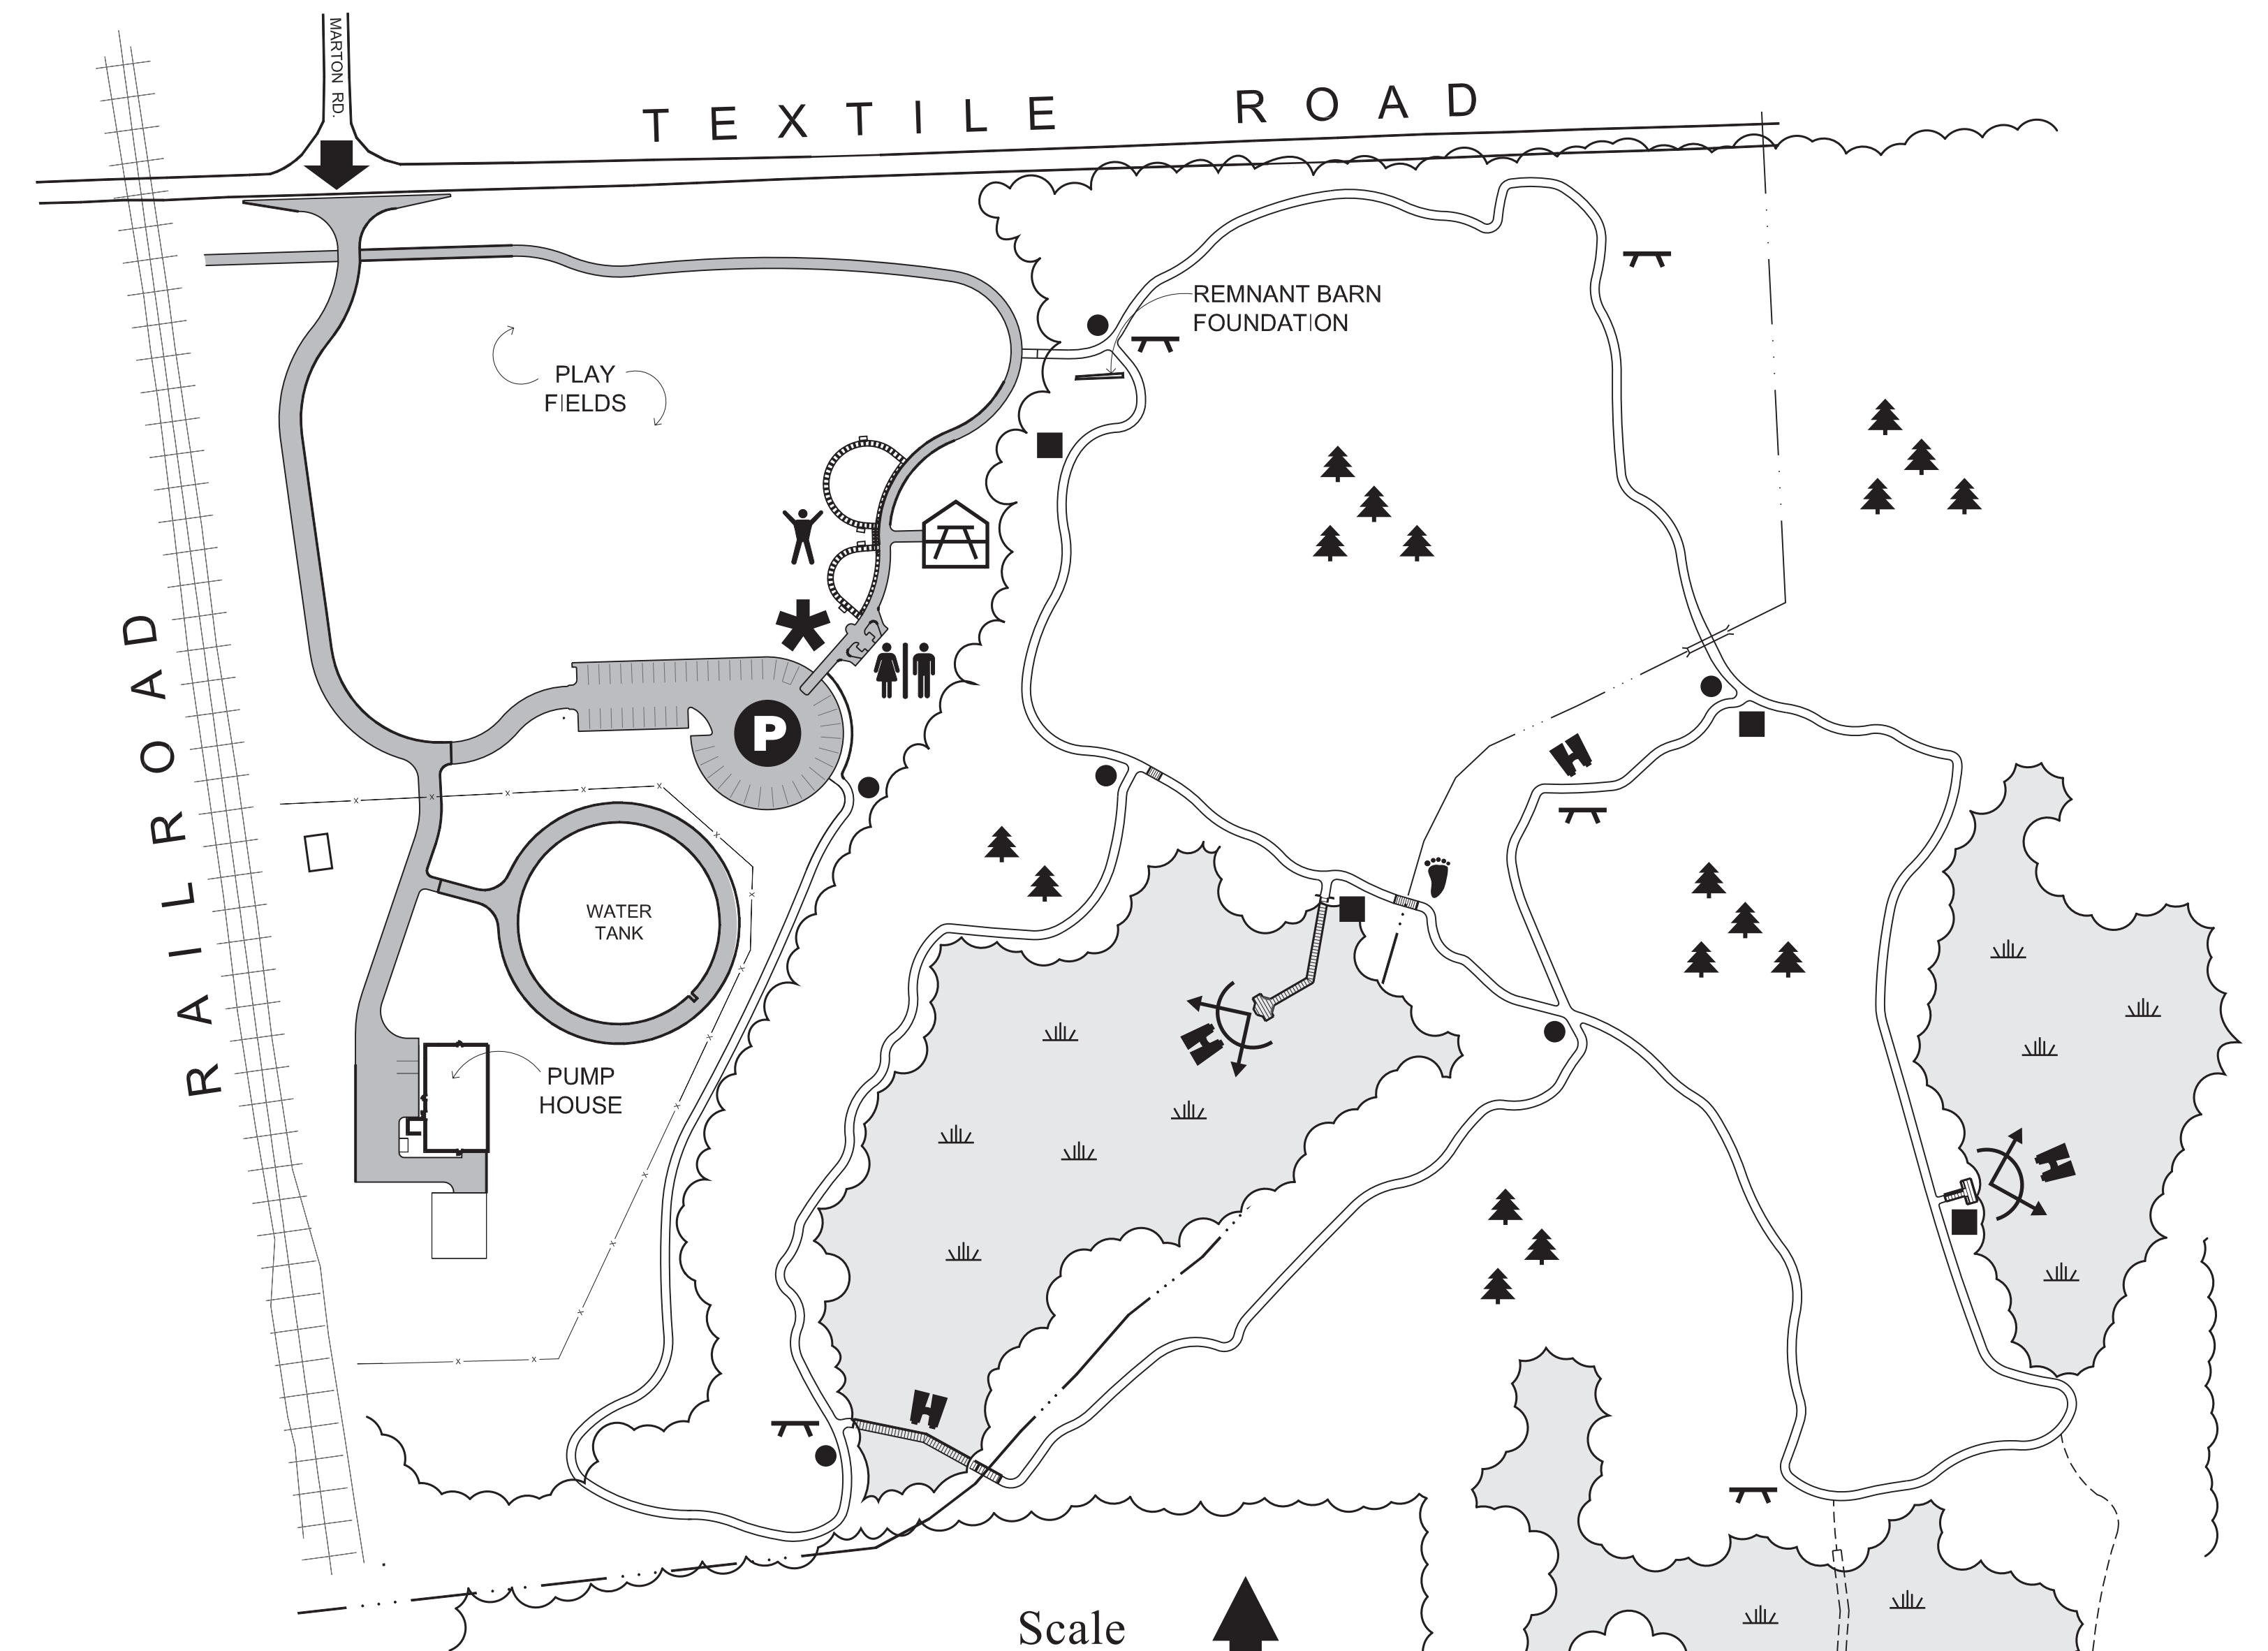 MARTON RD.
TEXTILE ROAD
REMNANT BARN
FOUNDATION
PLAY
FIELDS
RAILROAD
P
WATER
TANK
PUMP
HOUSE
Scale